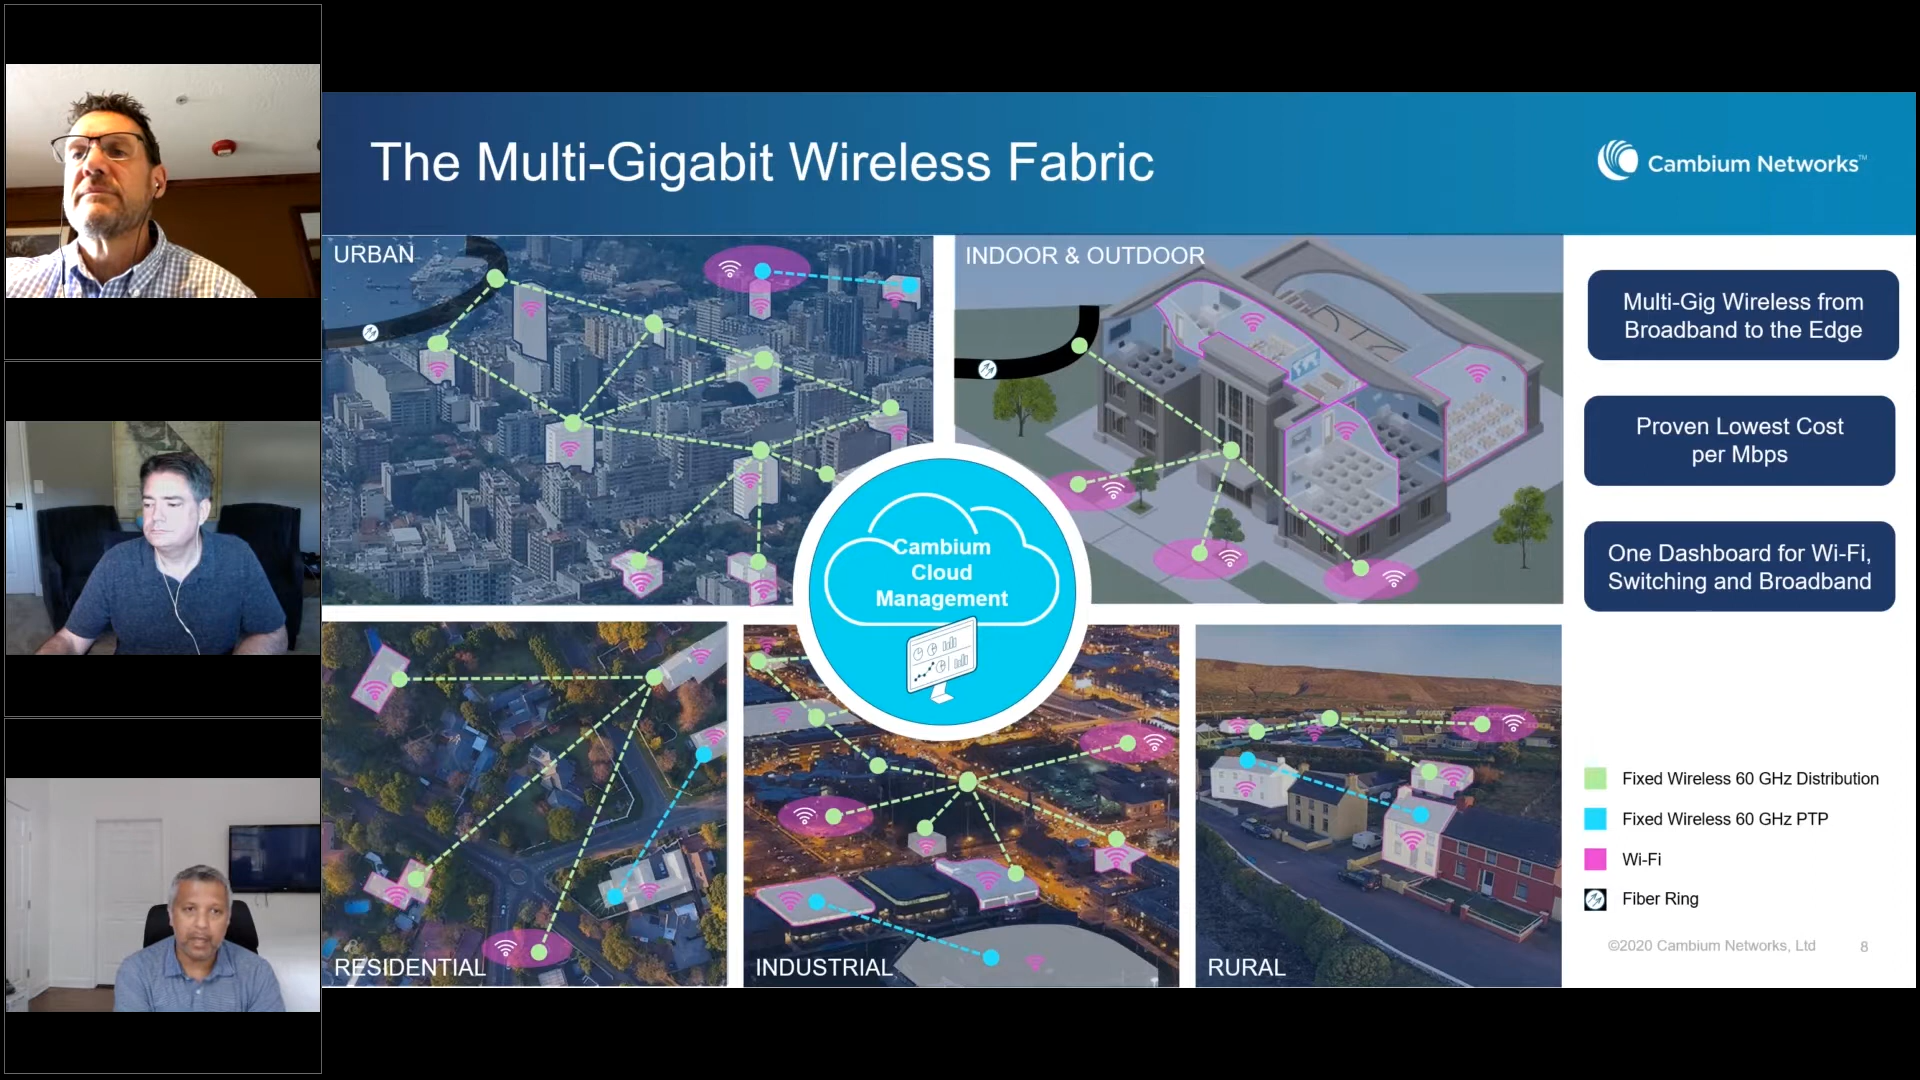 The Multi-Gigabit Wireless Fabric
Cambium Networks™
URBAN
INDOOR & OUTDOOR
Multi-Gig Wireless from
Broadband to the Edge
Proven Lowest Cost
per Mbps
One Dashboard for Wi-Fi,
Switching and Broadband
Cambium
Cloud
Management
RESIDENTIAL
INDUSTRIAL
RURAL
Fixed Wireless 60 GHz Distribution
Fixed Wireless 60 GHz PTP
Wi-Fi
Fiber Ring
©2020 Cambium Networks, Ltd
8